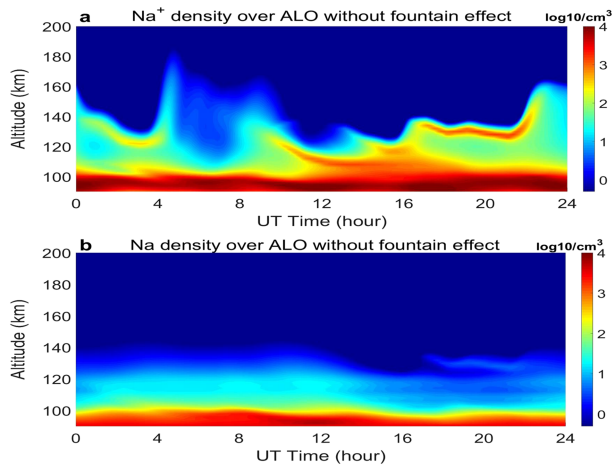 a Na⁺ density over ALO without fountain effect log10/cm³
200
180
160
140
120
100
Altitude (km)
0 4 8 12 16 20 24
UT Time (hour)
4
3
2
1
0
b Na density over ALO without fountain effect log10/cm³
200
180
160
140
120
100
Altitude (km)
0 4 8 12 16 20 24
UT Time (hour)
4
3
2
1
0